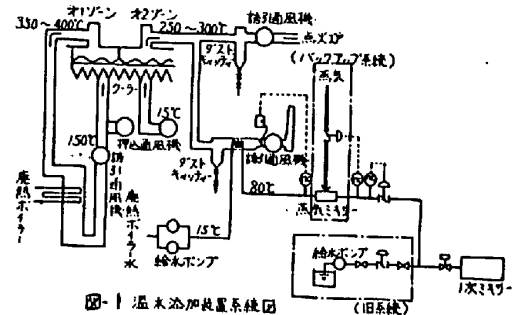 オ1ゾーン
オ2ゾーン
350～400℃
250～300℃
誘引通風機
点火炉
ダスト
キャッチャー
(バックアップ系統)
蒸気
クーラー
15℃
150℃
押込通風機
誘引通風機
ダスト
キャッチャー
誘引通風機
80℃
蒸気ミキサー
廃熱ボイラー
廃熱ボイラー水
15℃
給水ポンプ
給水ポンプ
(旧系統)
1次ミキサー
図-1 温水添加装置系統図